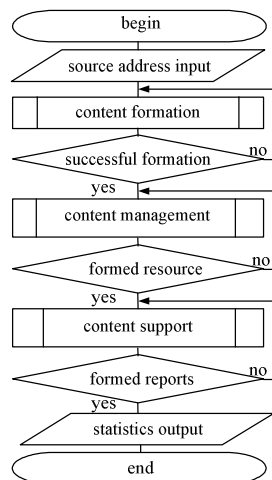 begin
source address input
content formation
successful formation
no
yes
content management
formed resource
no
yes
content support
formed reports
no
yes
statistics output
end